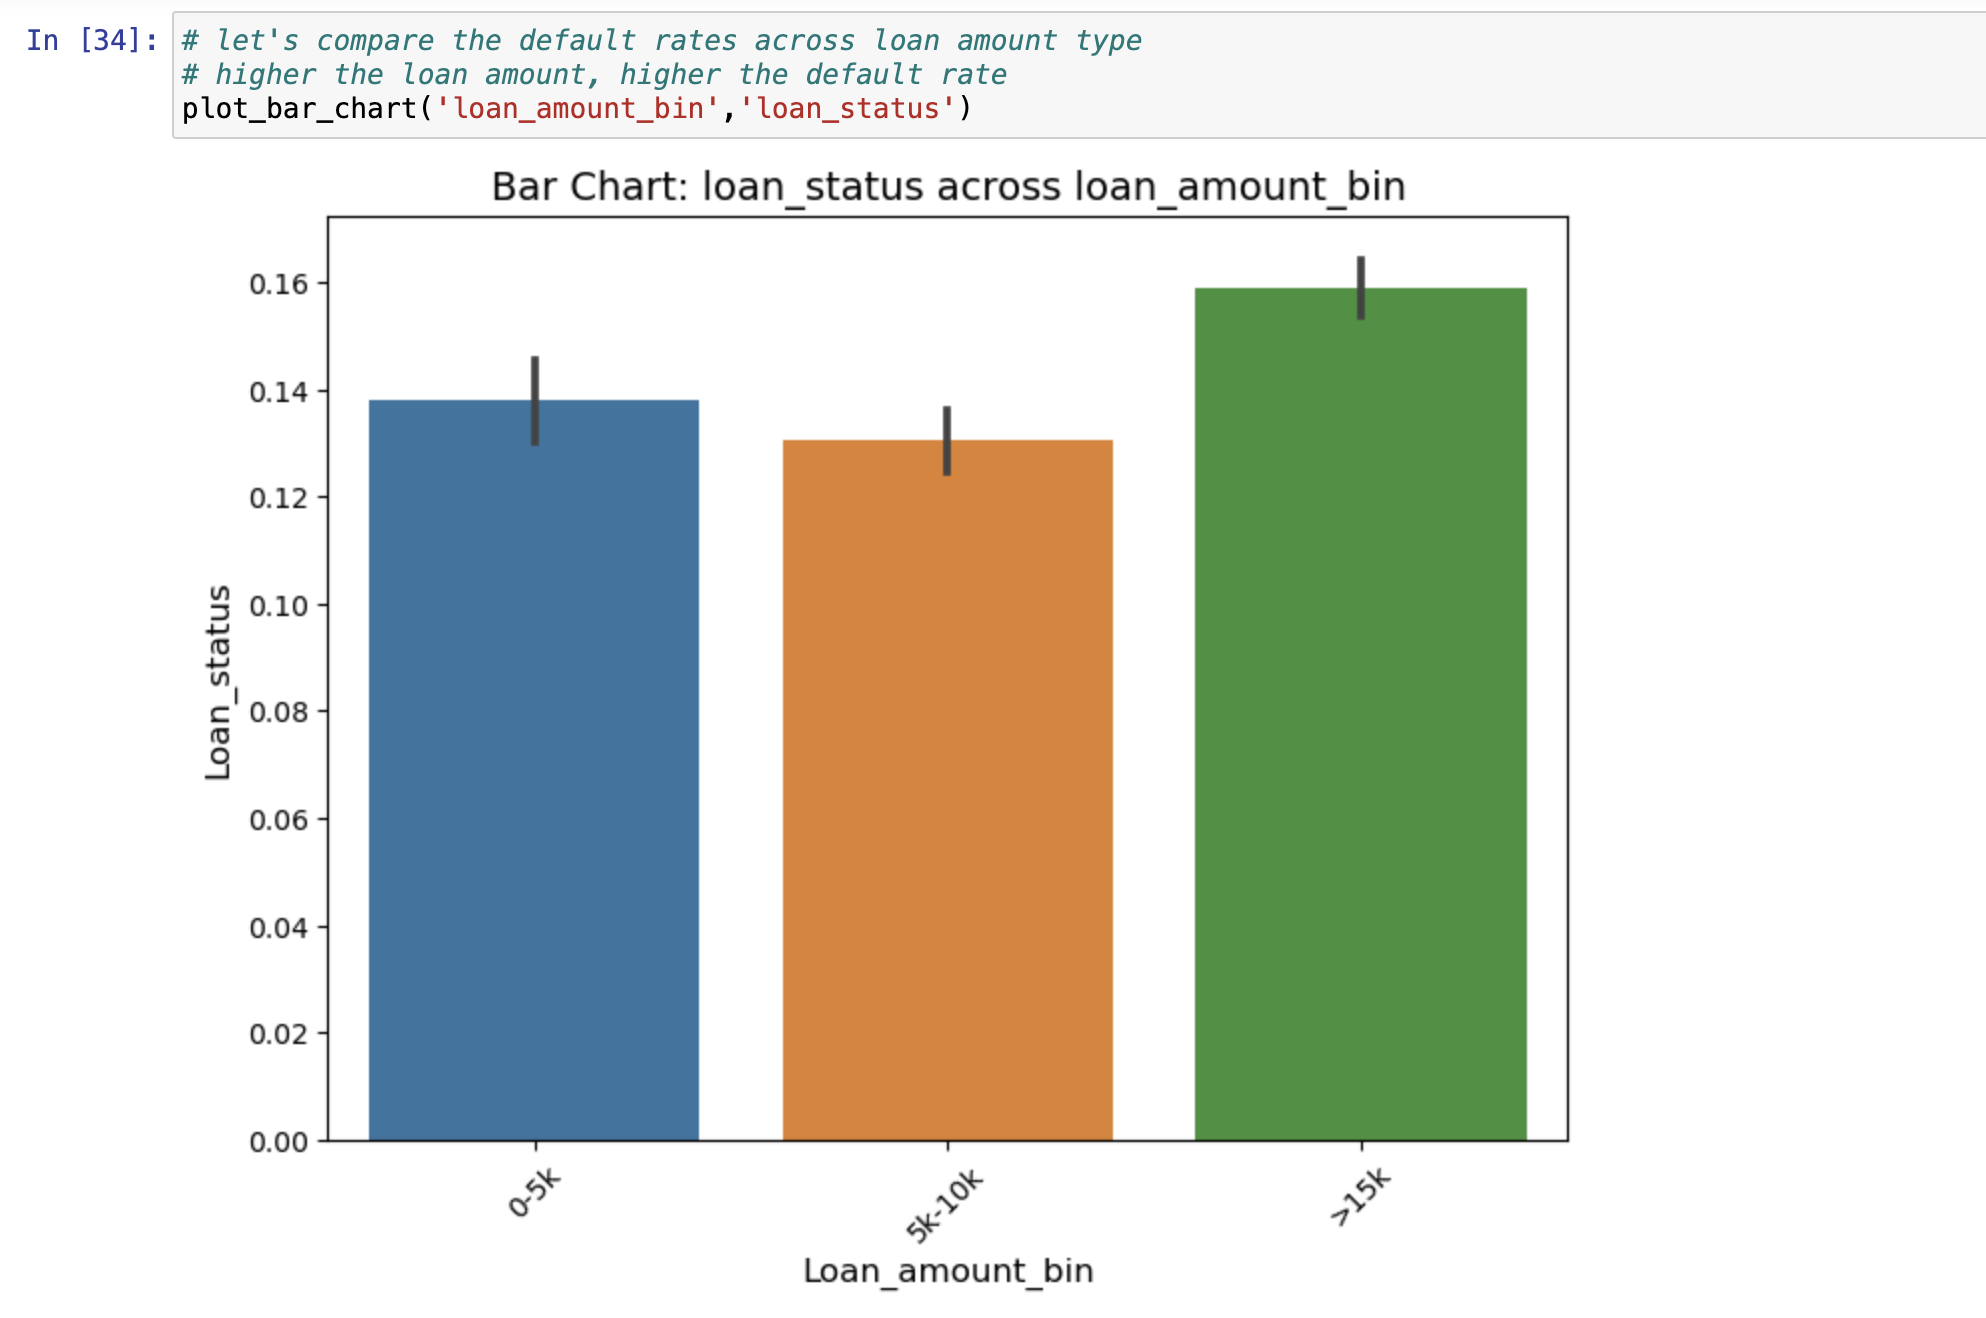 In [34]:
# let's compare the default rates across loan amount type
# higher the loan amount, higher the default rate
plot_bar_chart('loan_amount_bin','loan_status')
Bar Chart: loan_status across loan_amount_bin
0.16
0.14
0.12
0.10
0.08
0.06
0.04
0.02
0.00
Loan_status
0-5k
5k-10k
>15k
Loan_amount_bin